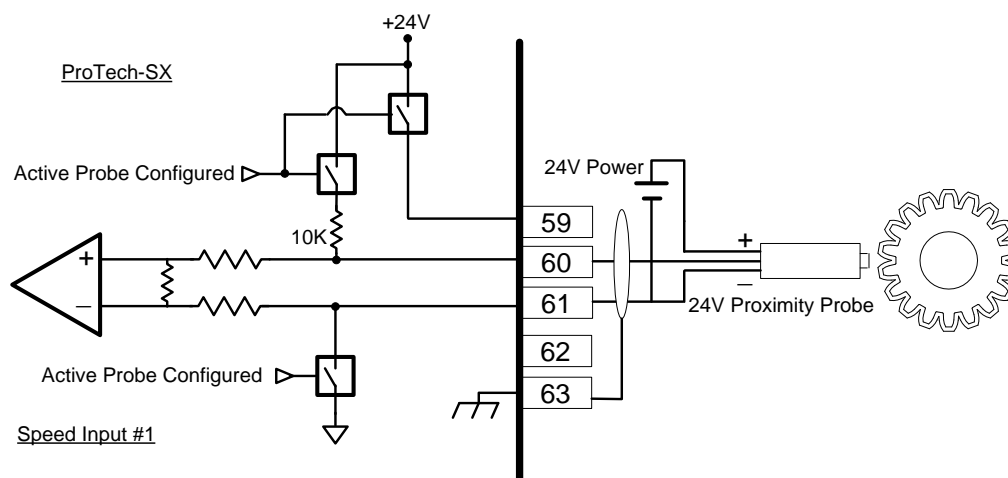 +24V
ProTech-SX
Active Probe Configured
24V Power
10K
59
60
61
62
63
+
–
+
–
24V Proximity Probe
Active Probe Configured
Speed Input #1